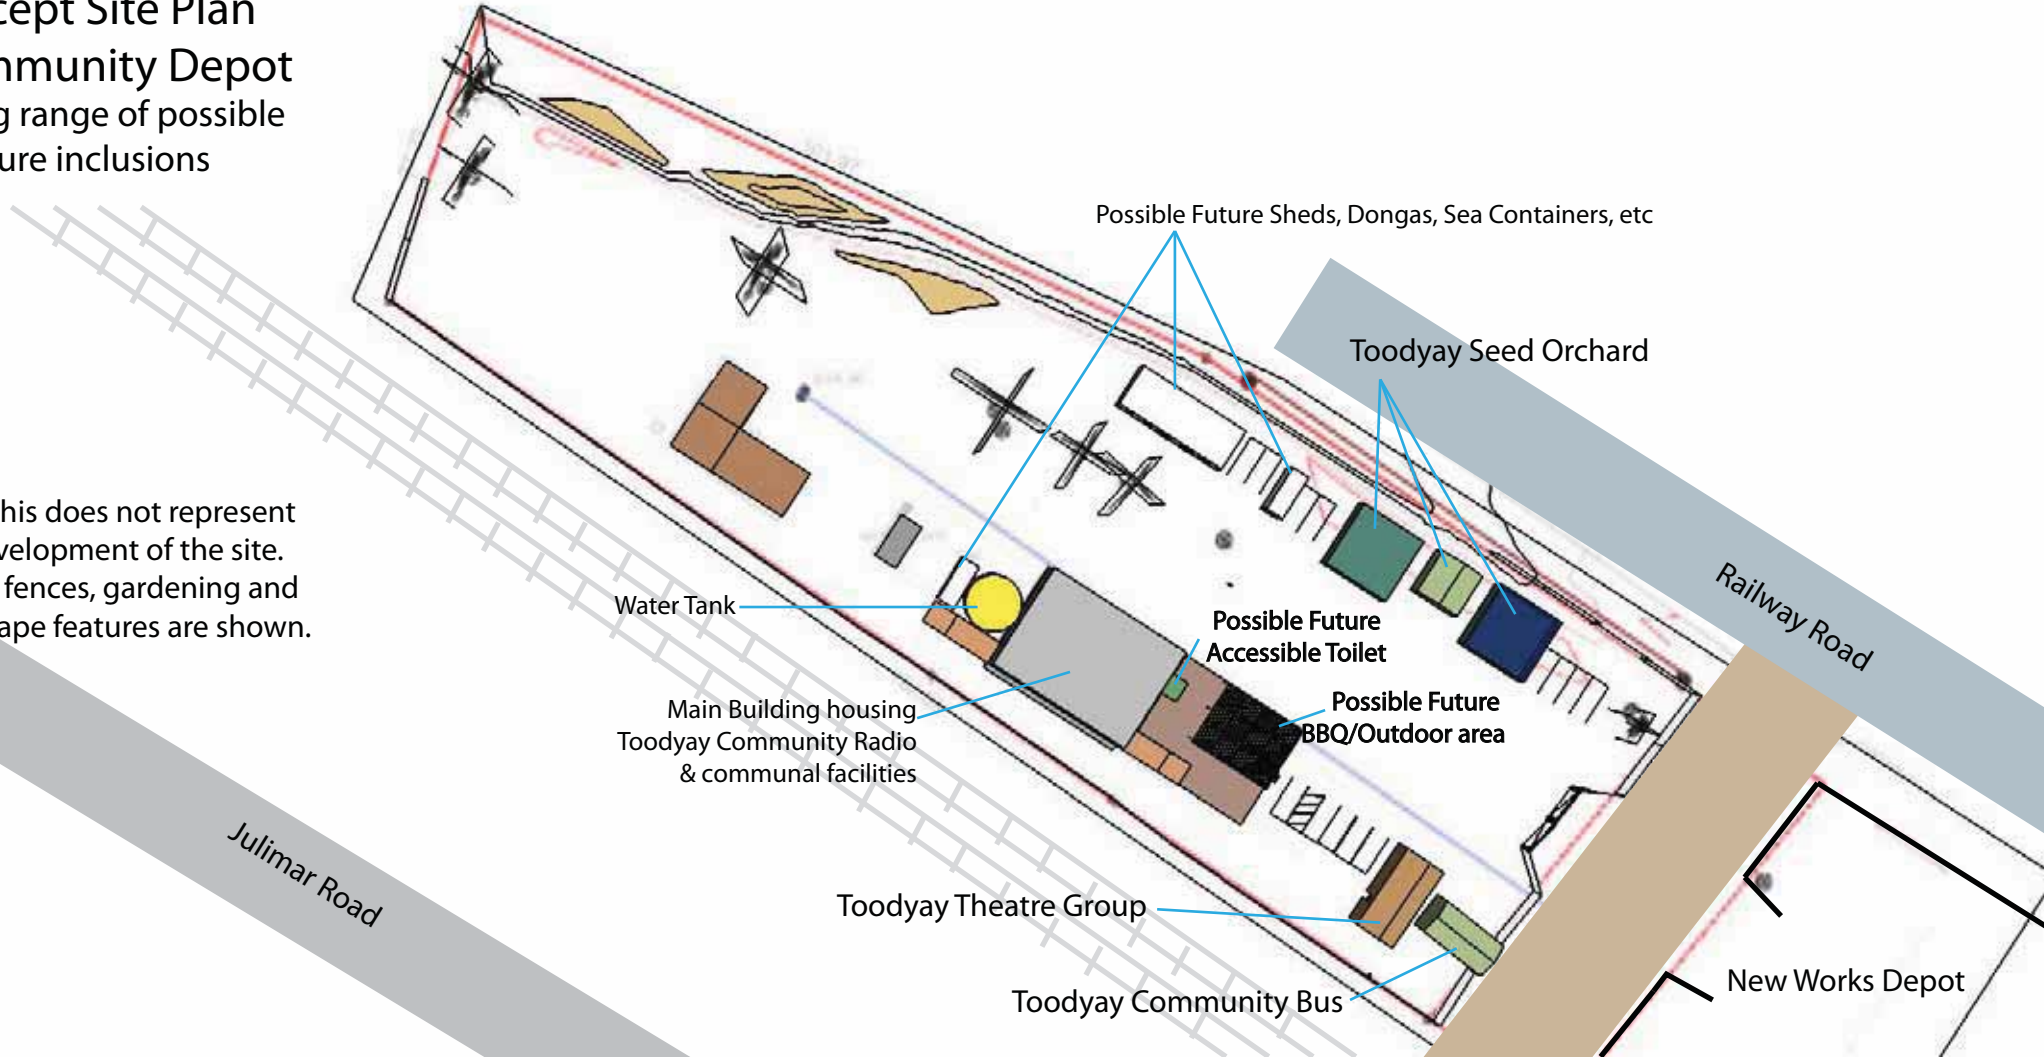 cept Site Plan
mmunity Depot
g range of possible
ure inclusions
Possible Future Sheds, Dongas, Sea Containers, etc
Toodyay Seed Orchard
his does not represent
velopment of the site.
fences, gardening and
ape features are shown.
Water Tank
Possible Future
Accessible Toilet
Railway Road
Main Building housing
Toodyay Community Radio
& communal facilities
Possible Future
BBQ/Outdoor area
Julimar Road
Toodyay Theatre Group
Toodyay Community Bus
New Works Depot